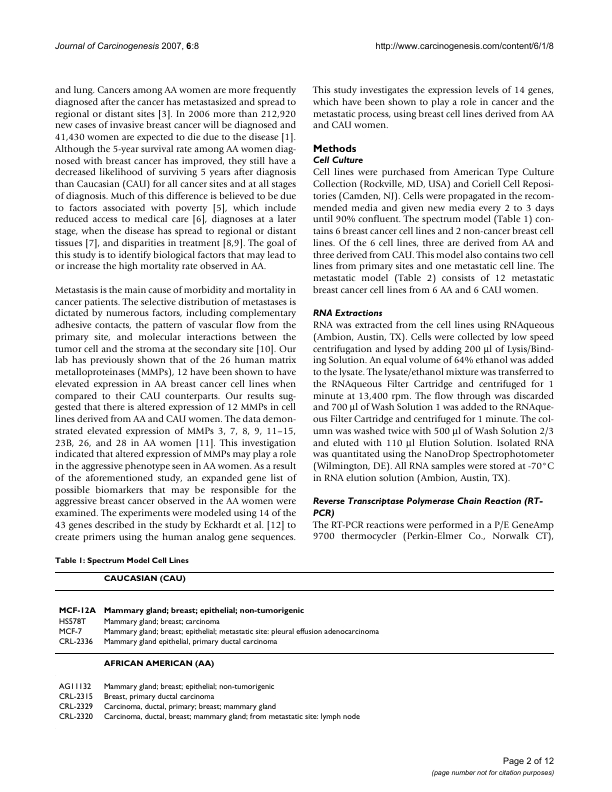 Journal of Carcinogenesis 2007, 6:8
http://www.carcinogenesis.com/content/6/1/8
and lung. Cancers among AA women are more frequently
diagnosed after the cancer has metastasized and spread to
regional or distant sites [3]. In 2006 more than 212,920
new cases of invasive breast cancer will be diagnosed and
41,430 women are expected to die due to the disease [1].
Although the 5-year survival rate among AA women diag-
nosed with breast cancer has improved, they still have a
decreased likelihood of surviving 5 years after diagnosis
than Caucasian (CAU) for all cancer sites and at all stages
of diagnosis. Much of this difference is believed to be due
to factors associated with poverty [5], which include
reduced access to medical care [6], diagnoses at a later
stage, when the disease has spread to regional or distant
tissues [7], and disparities in treatment [8,9]. The goal of
this study is to identify biological factors that may lead to
or increase the high mortality rate observed in AA.
Metastasis is the main cause of morbidity and mortality in
cancer patients. The selective distribution of metastases is
dictated by numerous factors, including complementary
adhesive contacts, the pattern of vascular flow from the
primary site, and molecular interactions between the
tumor cell and the stroma at the secondary site [10]. Our
lab has previously shown that of the 26 human matrix
metalloproteinases (MMPs), 12 have been shown to have
elevated expression in AA breast cancer cell lines when
compared to their CAU counterparts. Our results sug-
gested that there is altered expression of 12 MMPs in cell
lines derived from AA and CAU women. The data demon-
strated elevated expression of MMPs 3, 7, 8, 9, 11–15,
23B, 26, and 28 in AA women [11]. This investigation
indicated that altered expression of MMPs may play a role
in the aggressive phenotype seen in AA women. As a result
of the aforementioned study, an expanded gene list of
possible biomarkers that may be responsible for the
aggressive breast cancer observed in the AA women were
examined. The experiments were modeled using 14 of the
43 genes described in the study by Eckhardt et al. [12] to
create primers using the human analog gene sequences.
This study investigates the expression levels of 14 genes,
which have been shown to play a role in cancer and the
metastatic process, using breast cell lines derived from AA
and CAU women.
Methods
Cell Culture
Cell lines were purchased from American Type Culture
Collection (Rockville, MD, USA) and Coriell Cell Reposi-
tories (Camden, NJ). Cells were propagated in the recom-
mended media and given new media every 2 to 3 days
until 90% confluent. The spectrum model (Table 1) con-
tains 6 breast cancer cell lines and 2 non-cancer breast cell
lines. Of the 6 cell lines, three are derived from AA and
three derived from CAU. This model also contains two cell
lines from primary sites and one metastatic cell line. The
metastatic model (Table 2) consists of 12 metastatic
breast cancer cell lines from 6 AA and 6 CAU women.
RNA Extractions
RNA was extracted from the cell lines using RNAqueous
(Ambion, Austin, TX). Cells were collected by low speed
centrifugation and lysed by adding 200 μl of Lysis/Bind-
ing Solution. An equal volume of 64% ethanol was added
to the lysate. The lysate/ethanol mixture was transferred to
the RNAqueous Filter Cartridge and centrifuged for 1
minute at 13,400 rpm. The flow through was discarded
and 700 μl of Wash Solution 1 was added to the RNAque-
ous Filter Cartridge and centrifuged for 1 minute. The col-
umn was washed twice with 500 μl of Wash Solution 2/3
and eluted with 110 μl Elution Solution. Isolated RNA
was quantitated using the NanoDrop Spectrophotometer
(Wilmington, DE). All RNA samples were stored at -70°C
in RNA elution solution (Ambion, Austin, TX).
Reverse Transcriptase Polymerase Chain Reaction (RT-
PCR)
The RT-PCR reactions were performed in a P/E GeneAmp
9700 thermocycler (Perkin-Elmer Co., Norwalk CT),
Table 1: Spectrum Model Cell Lines
CAUCASIAN (CAU)
MCF-12A Mammary gland; breast; epithelial; non-tumorigenic
HS578T Mammary gland; breast; carcinoma
MCF-7 Mammary gland; breast; epithelial; metastatic site: pleural effusion adenocarcinoma
CRL-2336 Mammary gland epithelial, primary ductal carcinoma
AFRICAN AMERICAN (AA)
AG11132 Mammary gland; breast; epithelial; non-tumorigenic
CRL-2315 Breast, primary ductal carcinoma
CRL-2329 Carcinoma, ductal, primary; breast; mammary gland
CRL-2320 Carcinoma, ductal, breast; mammary gland; from metastatic site: lymph node
Page 2 of 12
(page number not for citation purposes)